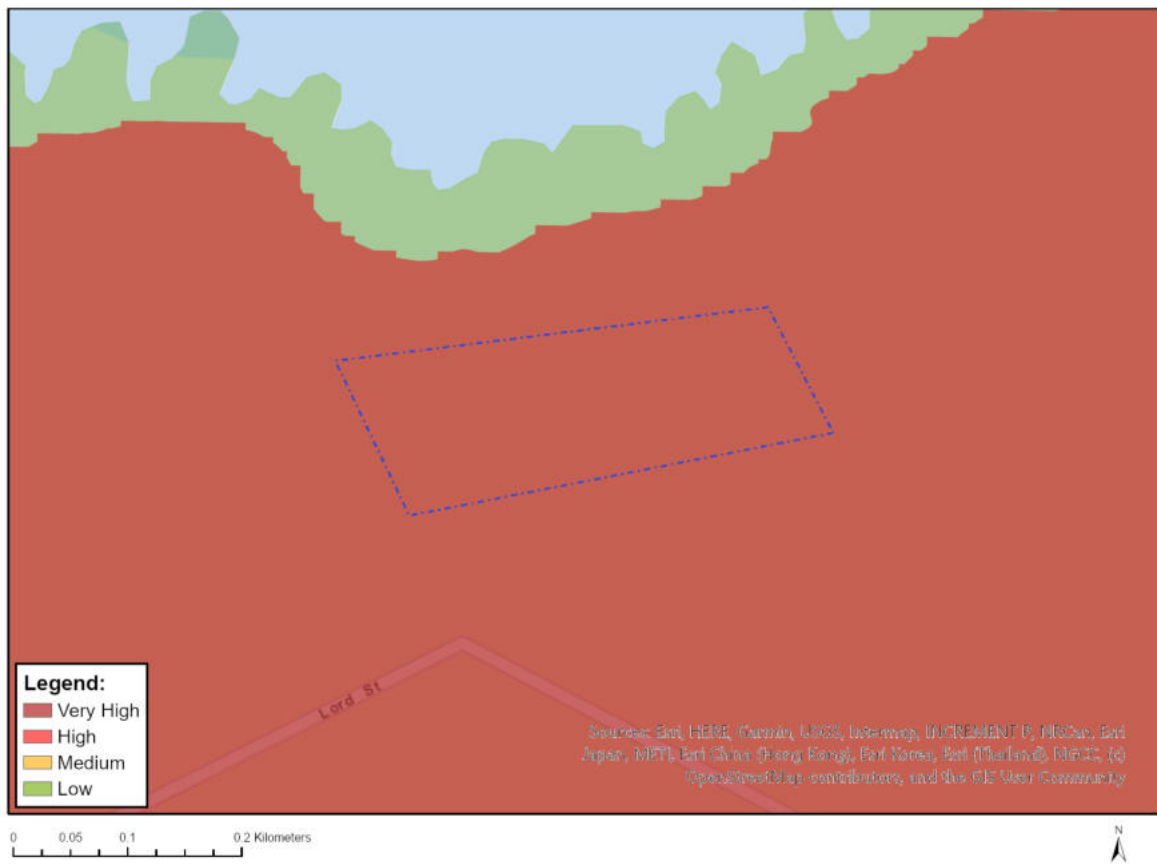 Lord St
Legend:
Very High
High
Medium
Low
Sources: Esri, HERE, Garmin, USGS, Intermap, INCREMENT P, NRCan, Esri
Japan, METI, Esri China (Hong Kong), Esri Korea, Esri (Thailand), NGCC, (c)
OpenStreetMap contributors, and the GIS User Community
0 0.05 0.1 0.2 Kilometers
N